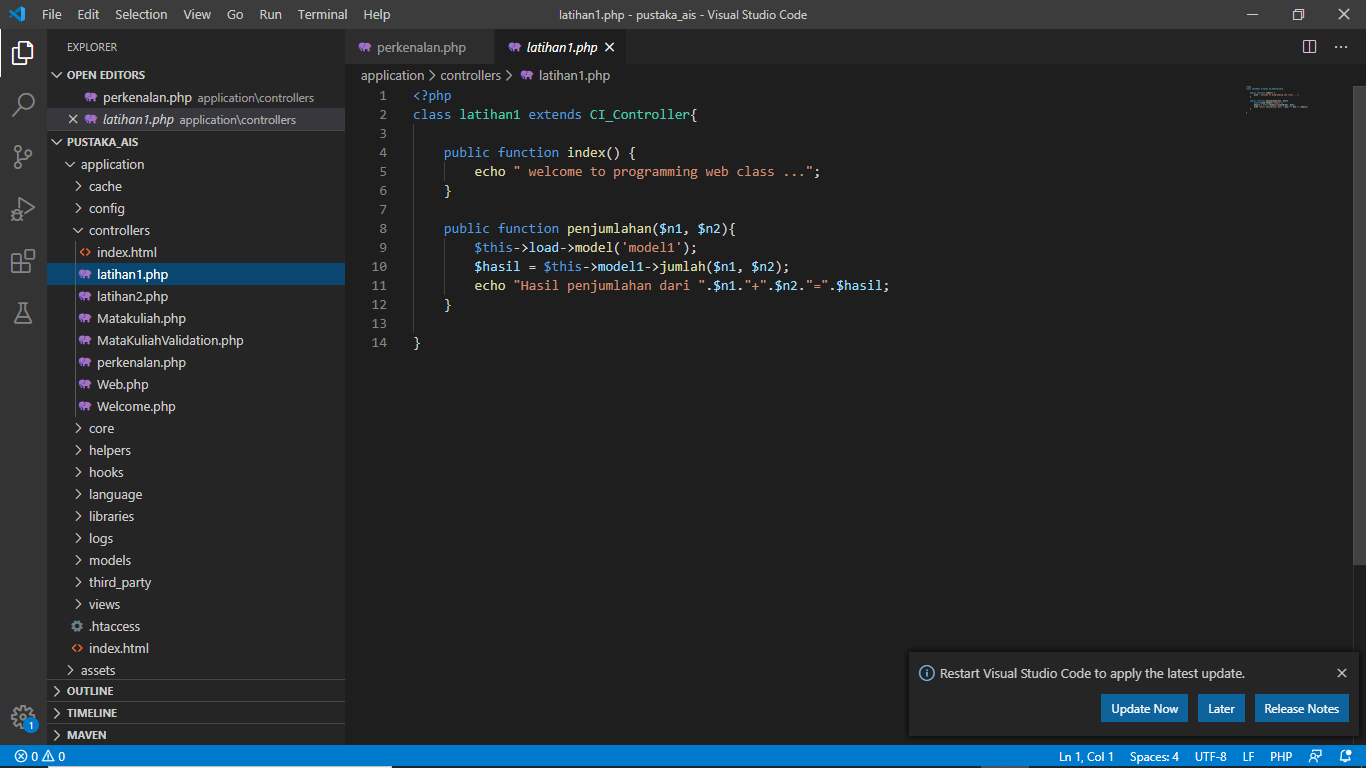 File Edit Selection View Go Run Terminal Help latihan1.php - pustaka_ais - Visual Studio Code
EXPLORER
OPEN EDITORS
perkenalan.php application\controllers
latihan1.php application\controllers
PUSTAKA_AIS
application
cache
config
controllers
index.html
latihan1.php
latihan2.php
Matakuliah.php
MataKuliahValidation.php
perkenalan.php
Web.php
Welcome.php
core
helpers
hooks
language
libraries
logs
models
third_party
views
.htaccess
index.html
assets
OUTLINE
TIMELINE
MAVEN
1
perkenalan.php latihan1.php
application > controllers > latihan1.php
1 <?php
2 class latihan1 extends CI_Controller{
3
4 public function index() {
5 echo " welcome to programming web class ...";
6 }
7
8 public function penjumlahan($n1, $n2){
9 $this->load->model('model1');
10 $hasil = $this->model1->jumlah($n1, $n2);
11 echo "Hasil penjumlahan dari ".$n1."+".$n2."=".$hasil;
12 }
13
14 }
Restart Visual Studio Code to apply the latest update.
Update Now Later Release Notes
0 0 Ln 1, Col 1 Spaces: 4 UTF-8 LF PHP